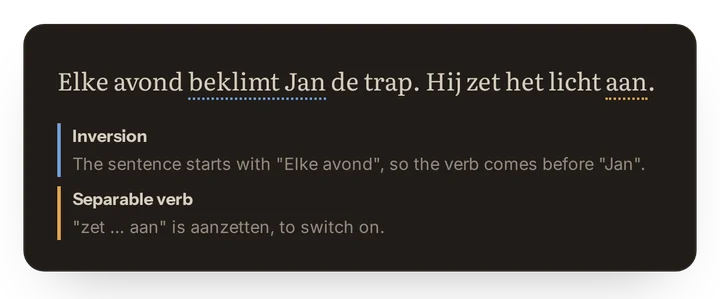 Elke avond beklimt Jan de trap. Hij zet het licht aan.
Inversion
The sentence starts with "Elke avond", so the verb comes before "Jan".
Separable verb
"zet ... aan" is aanzetten, to switch on.